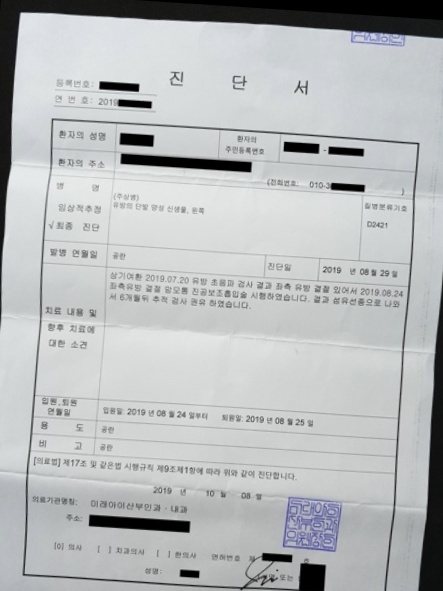 진 단 서
등록번호:
연 번 호: 2019
환자의 성명
환자의
주민등록번호
-
환자의 주소
(전화번호: 010-3 )
병 명
(주상병)
유방의 단발 양성 신생물, 왼쪽
질병분류기호
임상적추정
D2421
√ 최종 진단
발병 연월일 공란 진단일 2019 년 08 월 29 일
상기여환 2019.07.20 유방 초음파 검사 결과 좌측 유방 결절 있어서 2019.08.24
좌측유방 결절 맘모톰 진공보조흡입술 시행하였습니다. 결과 섬유선종으로 나와
서 6개월뒤 추적 검사 권유 하였습니다.
치료 내용 및
향후 치료에
대한 소견
입원,퇴원
연월일
입원일: 2019 년 08 월 24 일부터 퇴원일: 2019 년 08 월 25 일
용 도 공란
비 고 공란
[의료법] 제17조 및 같은법 시행규칙 제9조제1항에 따라 위와 같이 진단합니다.
2019 년 10 월 08 일
의료기관명칭: 미래아이산부인과 · 내과
주소:
[0] 의사 [ ] 치과의사 [ ] 한의사 면허번호 제 호
성명: 또는